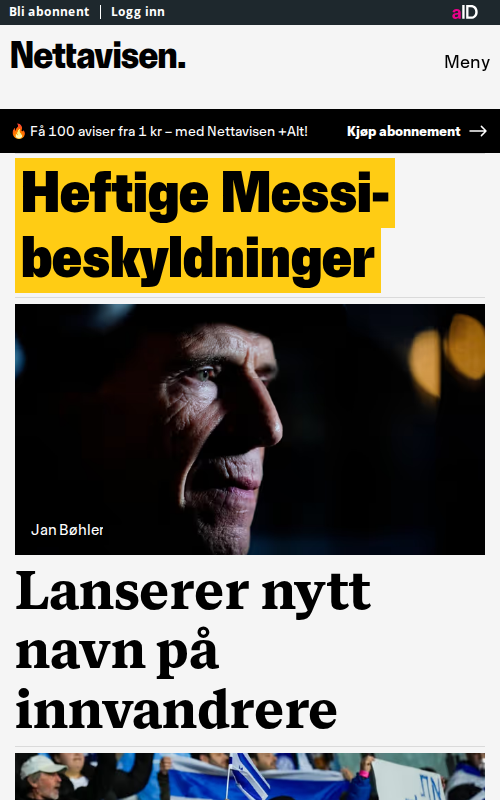 Bli abonnent | Logg inn
aID
Nettavisen.
Meny
🔥 Få 100 aviser fra 1 kr – med Nettavisen +Alt!
Kjøp abonnement →
Heftige Messi-
beskyldninger
Jan Bøhler
Lanserer nytt
navn på
innvandrere